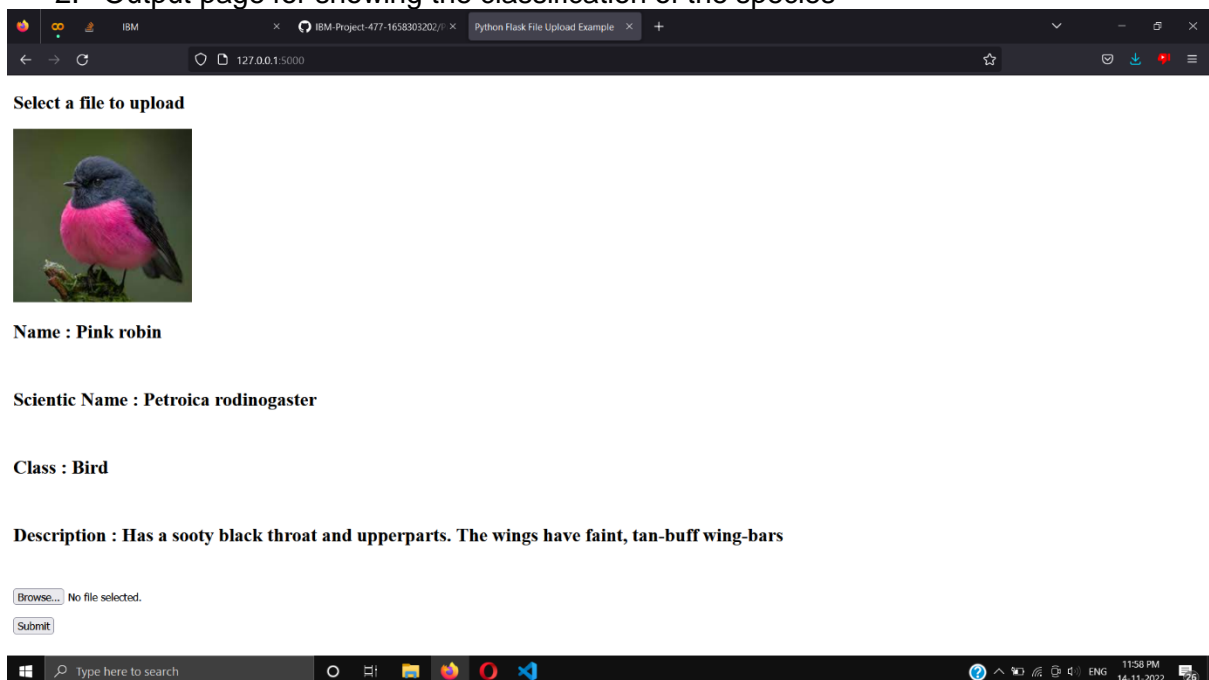 2. Output page for showing the classification of the species
IBM
IBM-Project-477-1658303202/
Python Flask File Upload Example
127.0.0.1:5000
Select a file to upload
Name : Pink robin
Scientic Name : Petroica rodinogaster
Class : Bird
Description : Has a sooty black throat and upperparts. The wings have faint, tan-buff wing-bars
Browse... No file selected.
Submit
Type here to search
ENG
11:58 PM
14-11-2022
26